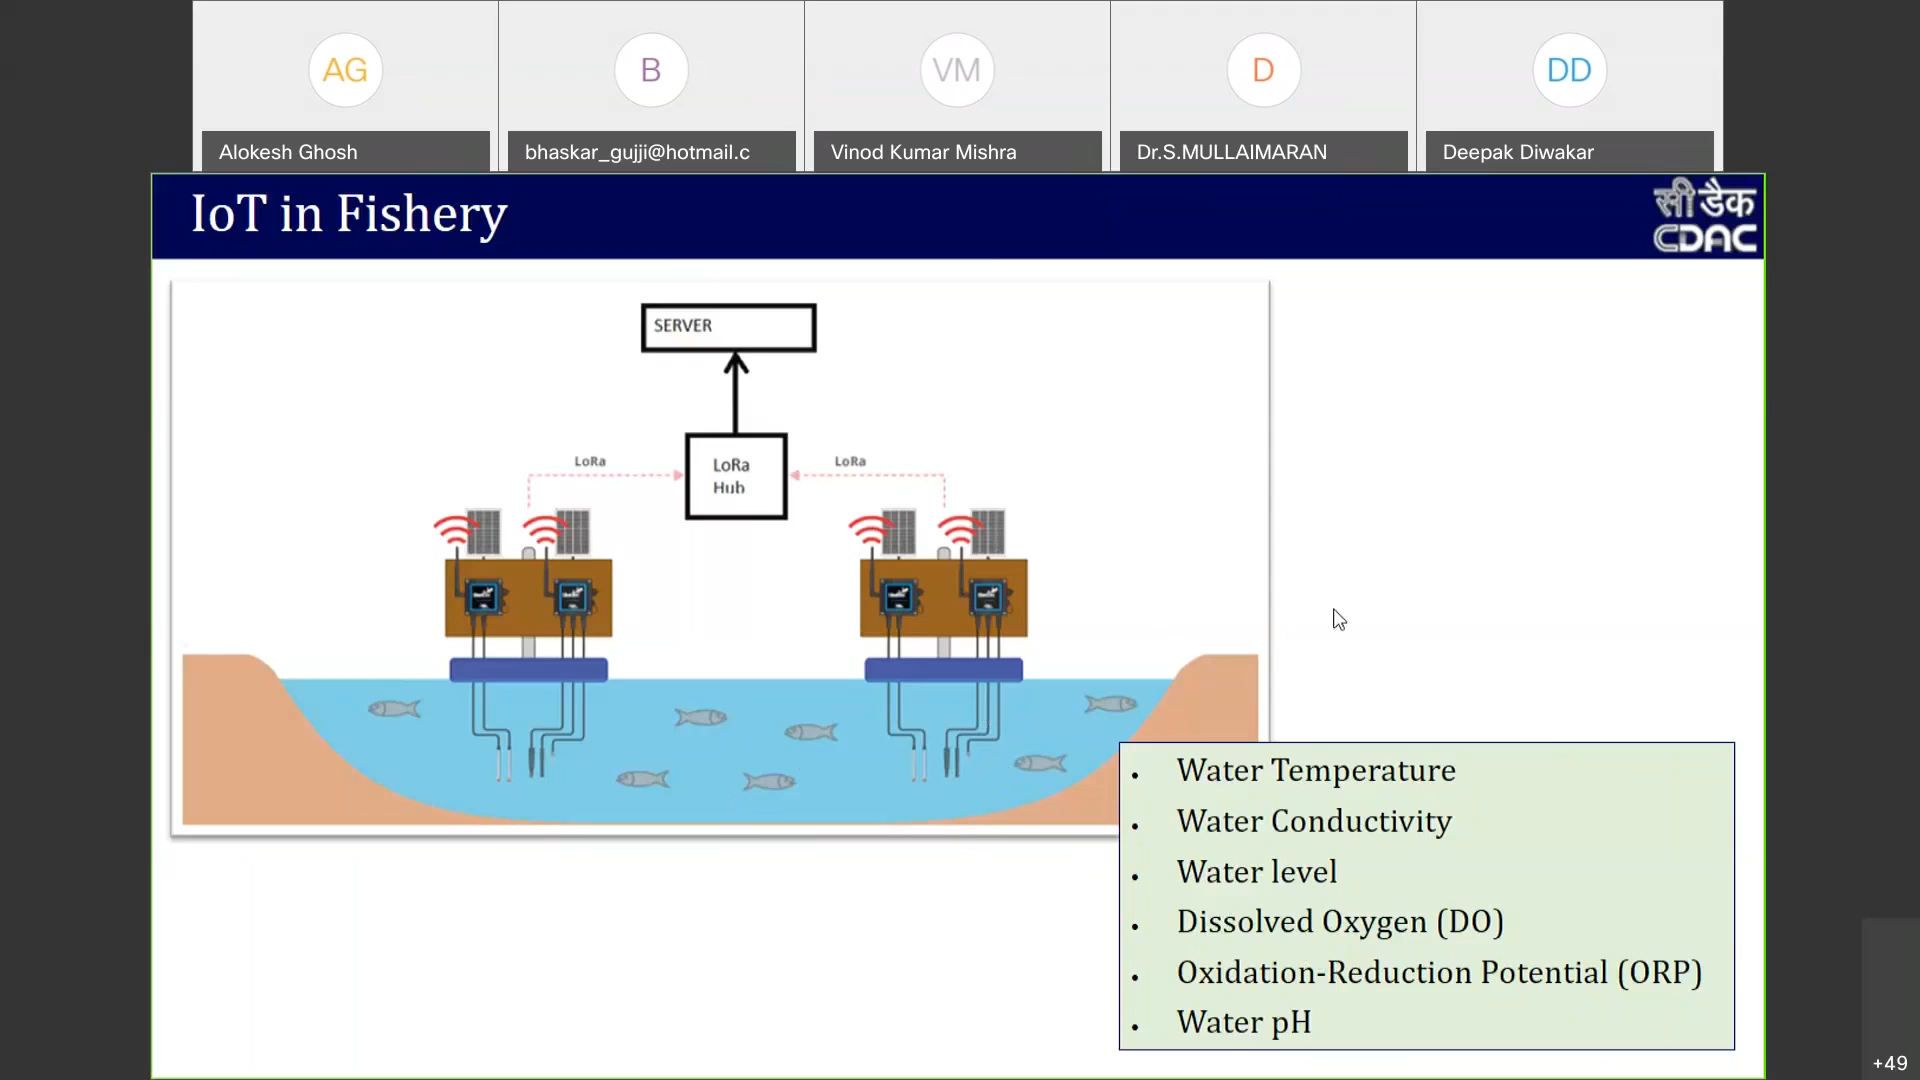 AG
B
VM
D
DD
Alokesh Ghosh
bhaskar_gujji@hotmail.c
Vinod Kumar Mishra
Dr.S.MULLAIMARAN
Deepak Diwakar
IoT in Fishery
सी डैक
CDAC
SERVER
LoRa
LoRa
LoRa
Hub
• Water Temperature
• Water Conductivity
• Water level
• Dissolved Oxygen (DO)
• Oxidation-Reduction Potential (ORP)
• Water pH
+49